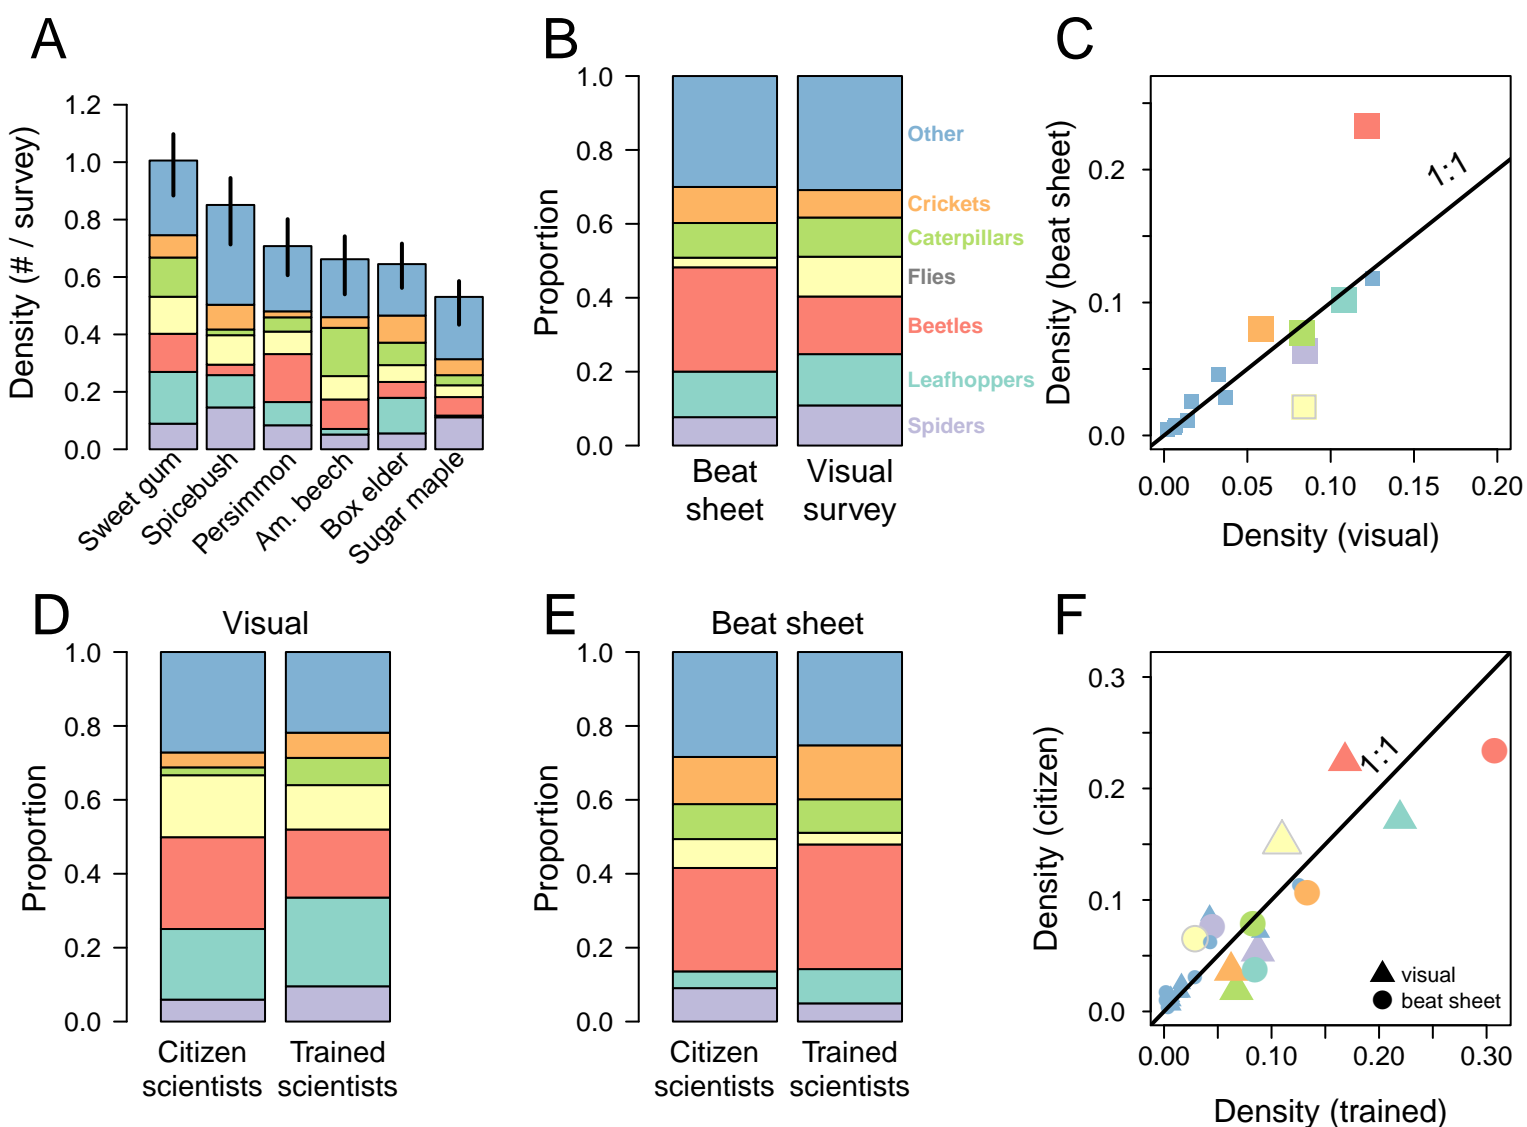 A
Density (# / survey)
1.2
1.0
0.8
0.6
0.4
0.2
0.0
Sweet gum
Spicebush
Persimmon
Am. beech
Box elder
Sugar maple
B
Proportion
1.0
0.8
0.6
0.4
0.2
0.0
Other
Crickets
Caterpillars
Flies
Beetles
Leafhoppers
Spiders
Beat
sheet
Visual
survey
C
Density (beat sheet)
0.2
0.1
0.0
1:1
0.00 0.05 0.10 0.15 0.20
Density (visual)
D
Visual
Proportion
1.0
0.8
0.6
0.4
0.2
0.0
Citizen
scientists
Trained
scientists
E
Beat sheet
Proportion
1.0
0.8
0.6
0.4
0.2
0.0
Citizen
scientists
Trained
scientists
F
Density (citizen)
0.3
0.2
0.1
0.0
1:1
visual
beat sheet
0.00 0.10 0.20 0.30
Density (trained)